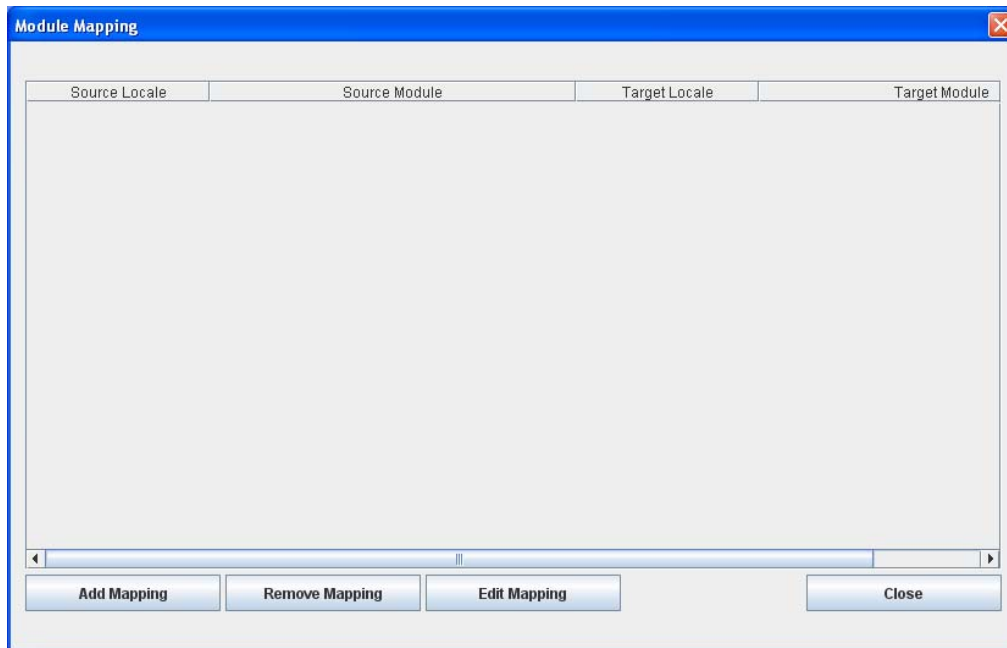 Module Mapping
Source Locale Source Module Target Locale Target Module
Add Mapping Remove Mapping Edit Mapping Close